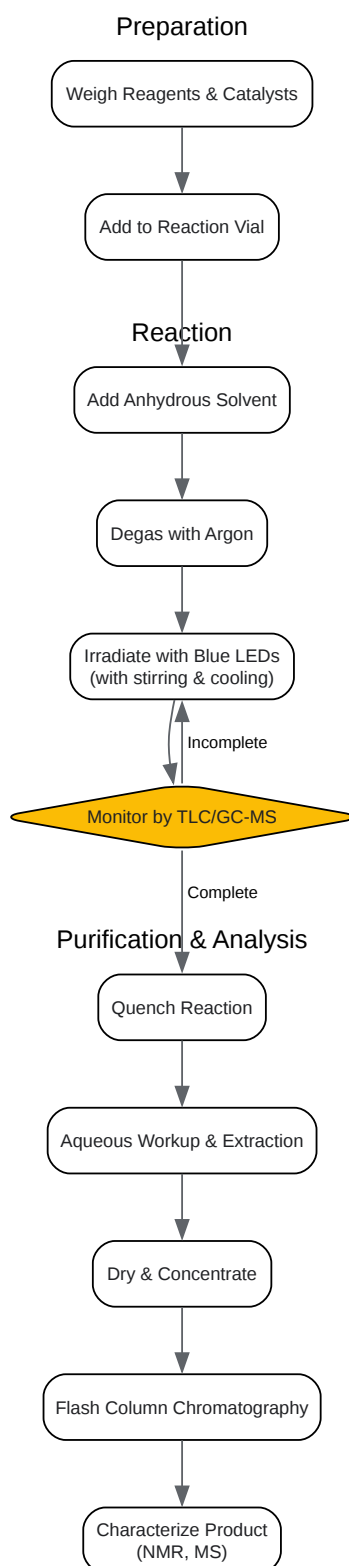 Preparation
Weigh Reagents & Catalysts
Add to Reaction Vial
Reaction
Add Anhydrous Solvent
Degas with Argon
Irradiate with Blue LEDs
(with stirring & cooling)
Incomplete
Monitor by TLC/GC-MS
Complete
Purification & Analysis
Quench Reaction
Aqueous Workup & Extraction
Dry & Concentrate
Flash Column Chromatography
Characterize Product
(NMR, MS)